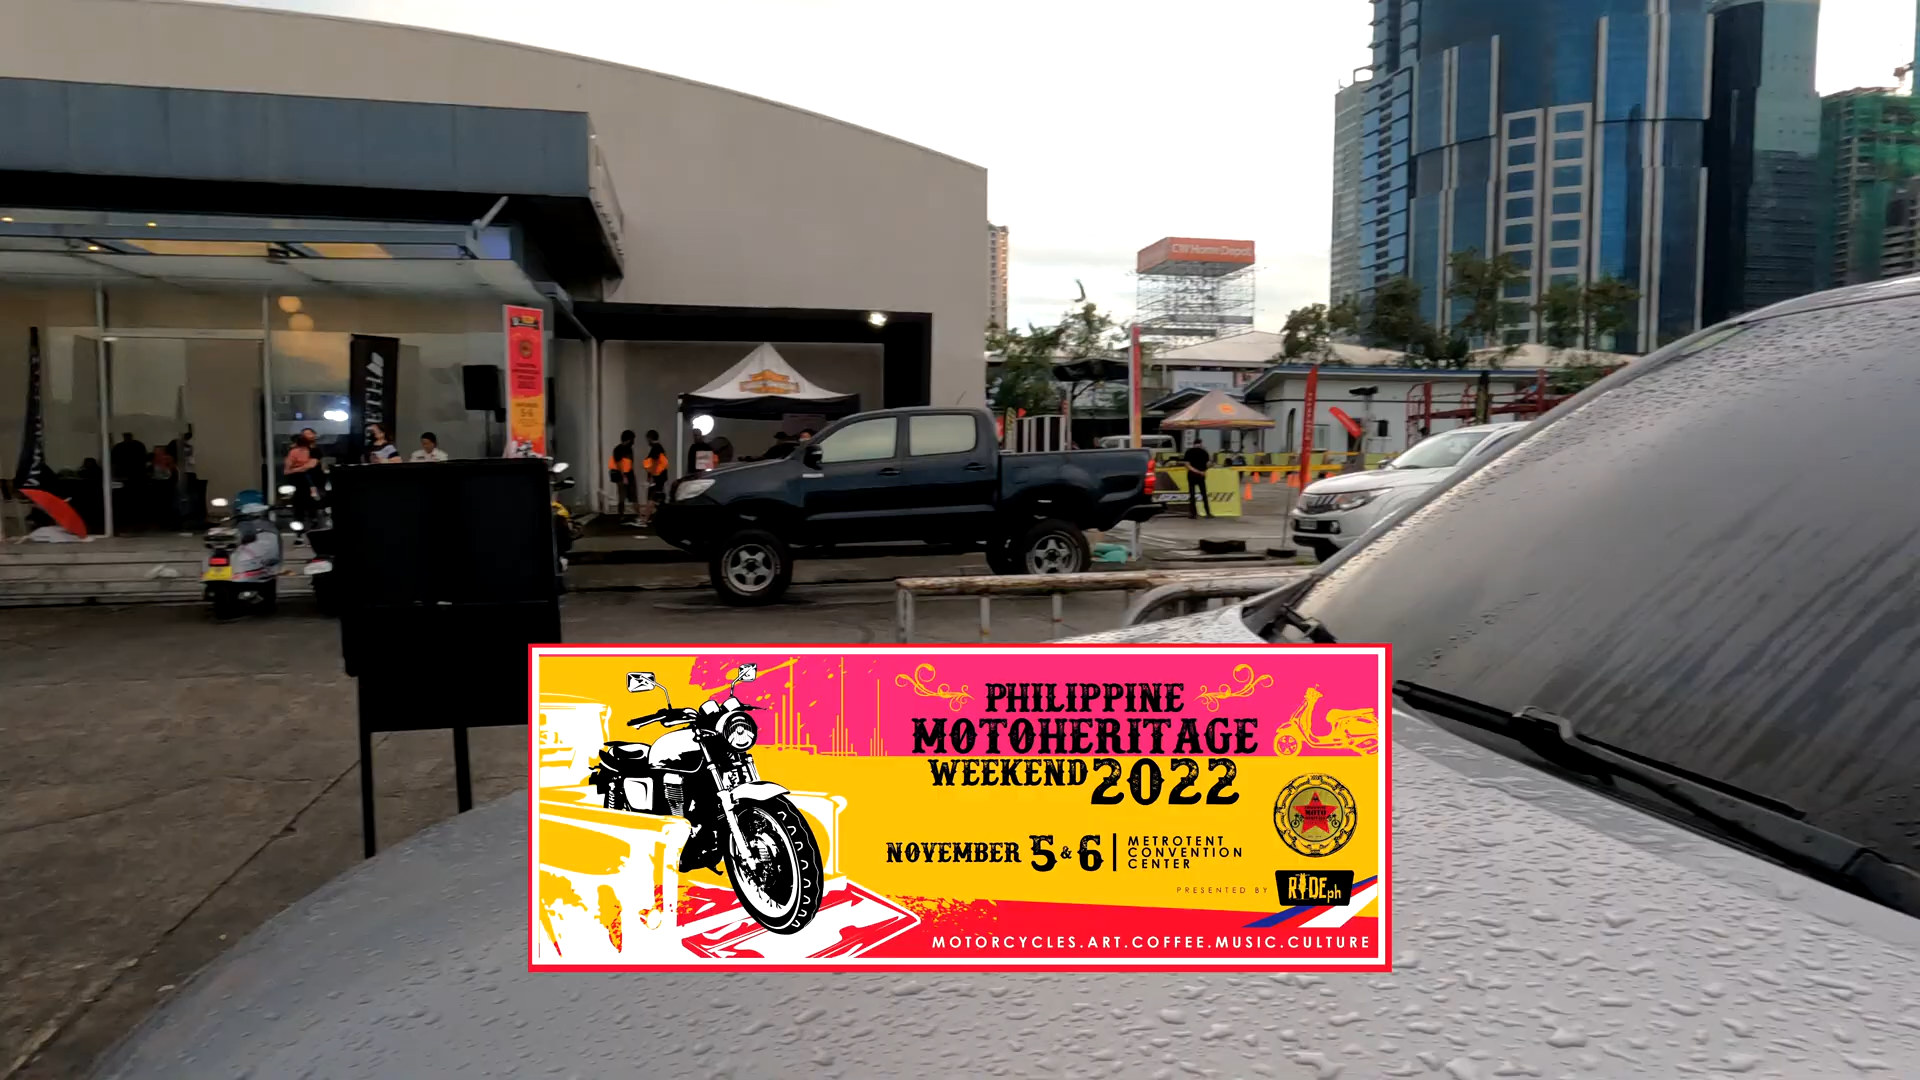 CW Home Depot
PHILIPPINE
MOTOHERITAGE
WEEKEND 2022
NOVEMBER 5 & 6
METROTENT
CONVENTION
CENTER
PRESENTED BY
RIDEph
MOTORCYCLES.ART.COFFEE.MUSIC.CULTURE